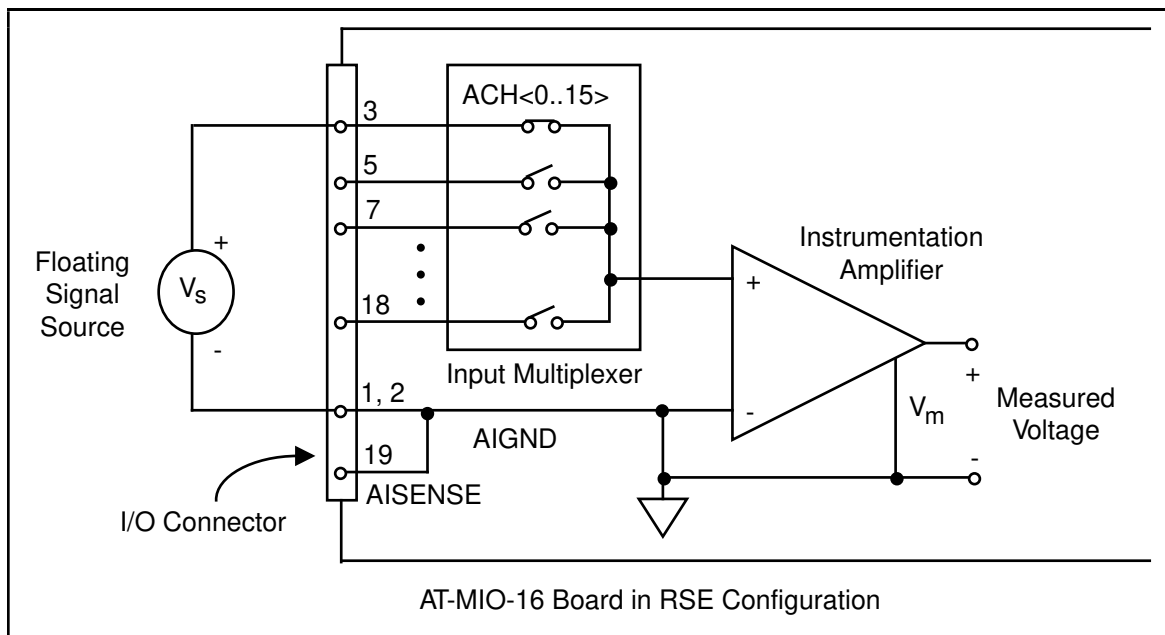 ACH<0..15>
3
5
7
18
Floating
Signal
Source
+
Vs
-
Input Multiplexer
1, 2
AIGND
19
AISENSE
I/O Connector
Instrumentation
Amplifier
+
-
Vm
+
Measured
Voltage
-
AT-MIO-16 Board in RSE Configuration